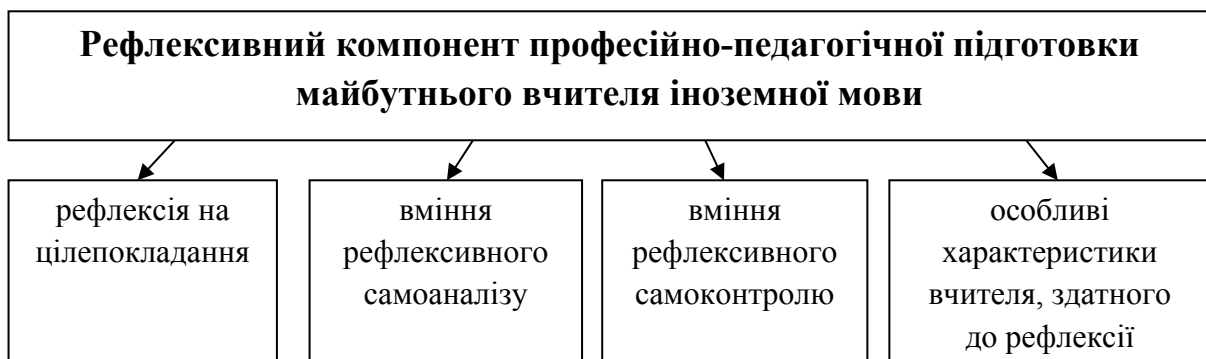 Рефлексивний компонент професійно-педагогічної підготовки
майбутнього вчителя іноземної мови
рефлексія на
цілепокладання
вміння
рефлексивного
самоаналізу
вміння
рефлексивного
самоконтролю
особливі
характеристики
вчителя, здатного
до рефлексії